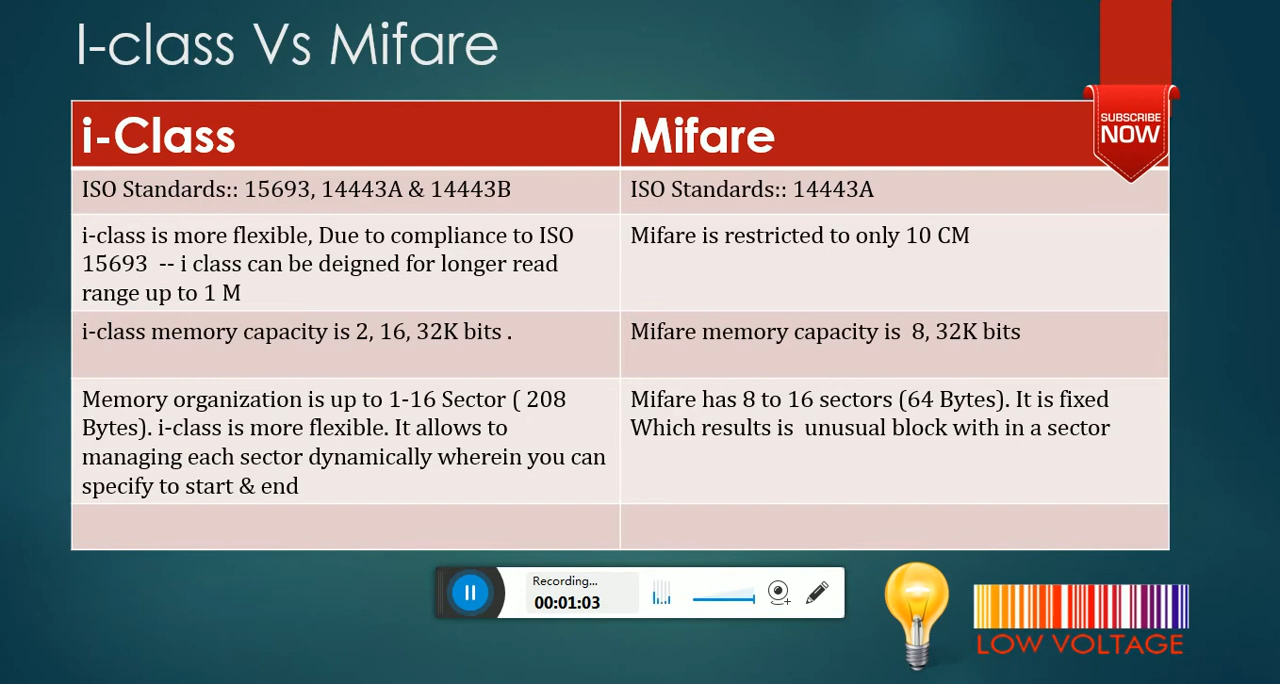 I-class Vs Mifare
i-Class
Mifare
SUBSCRIBE
NOW
ISO Standards:: 15693, 14443A & 14443B
ISO Standards:: 14443A
i-class is more flexible, Due to compliance to ISO
15693  -- i class can be deigned for longer read
range up to 1 M
Mifare is restricted to only 10 CM
i-class memory capacity is 2, 16, 32K bits .
Mifare memory capacity is  8, 32K bits
Memory organization is up to 1-16 Sector ( 208
Bytes). i-class is more flexible. It allows to
managing each sector dynamically wherein you can
specify to start & end
Mifare has 8 to 16 sectors (64 Bytes). It is fixed
Which results is  unusual block with in a sector
Recording...
00:01:03
LOW VOLTAGE